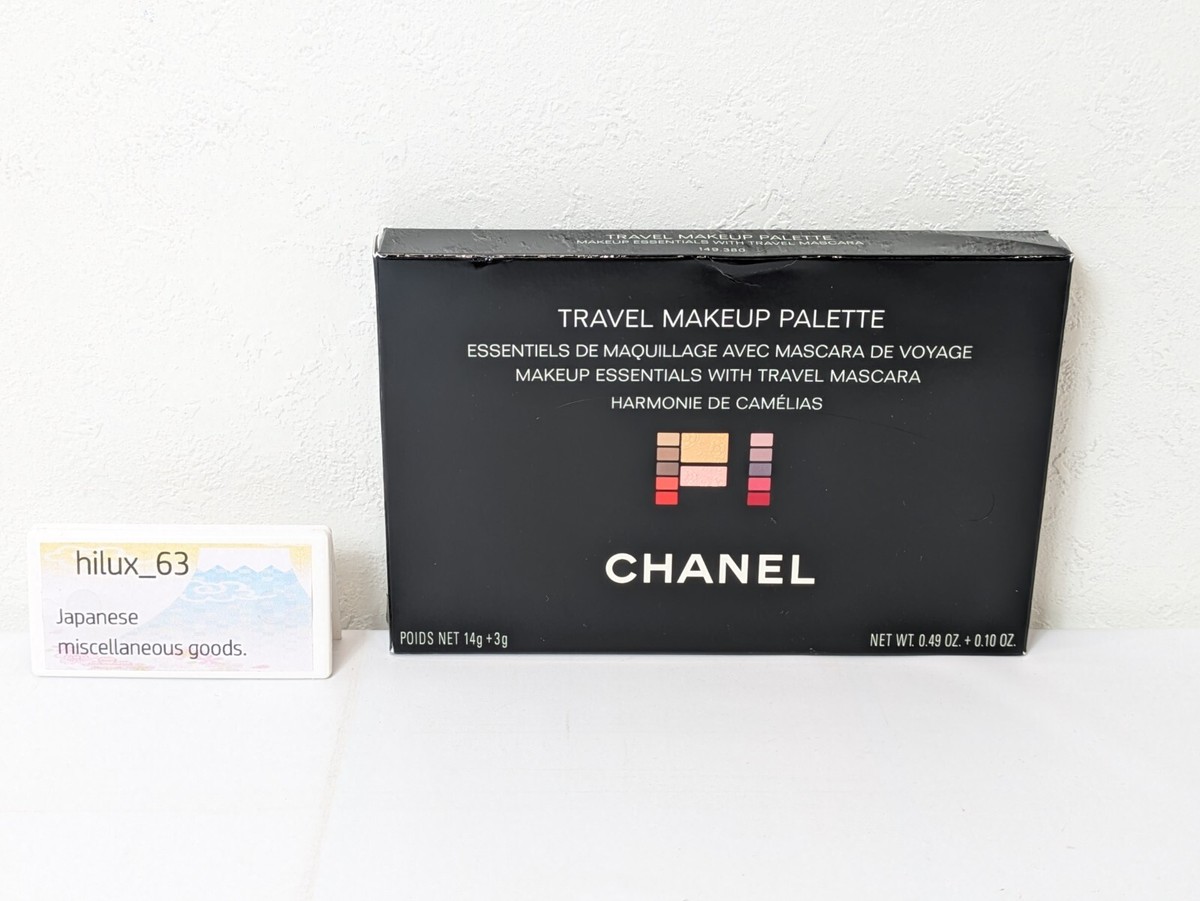 TRAVEL MAKEUP PALETTE
MAKEUP ESSENTIALS WITH TRAVEL MASCARA
149.380
TRAVEL MAKEUP PALETTE
ESSENTIELS DE MAQUILLAGE AVEC MASCARA DE VOYAGE
MAKEUP ESSENTIALS WITH TRAVEL MASCARA
HARMONIE DE CAMÉLIAS
CHANEL
POIDS NET 14g + 3g
NET WT. 0.49 OZ. + 0.10 OZ.
hilux_63
Japanese
miscellaneous goods.